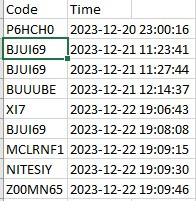 Code Time
P6HCH0 2023-12-20 23:00:16
BJUI69 2023-12-21 11:23:41
BJUI69 2023-12-21 11:27:44
BUUUBE 2023-12-21 12:14:37
XI7 2023-12-22 19:06:43
BJUI69 2023-12-22 19:08:08
MCLRNF1 2023-12-22 19:09:15
NITESIY 2023-12-22 19:09:30
Z00MN65 2023-12-22 19:09:46